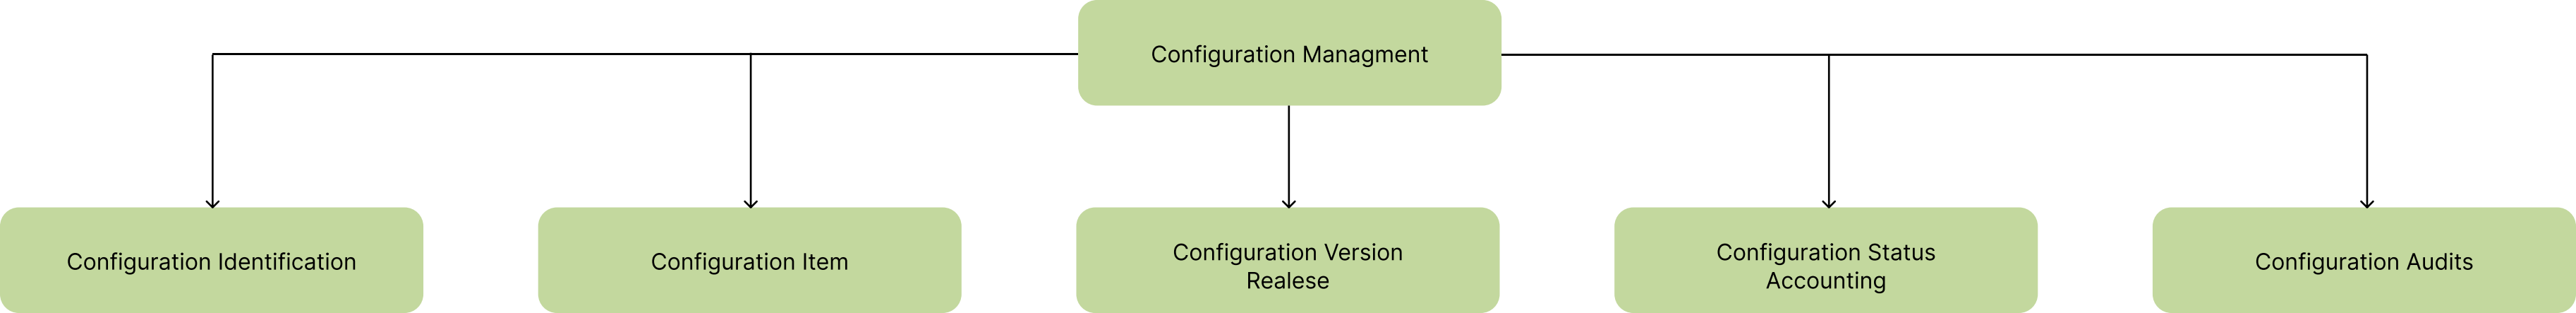 Configuration Managment
Configuration Identification
Configuration Item
Configuration Version
Realese
Configuration Status
Accounting
Configuration Audits